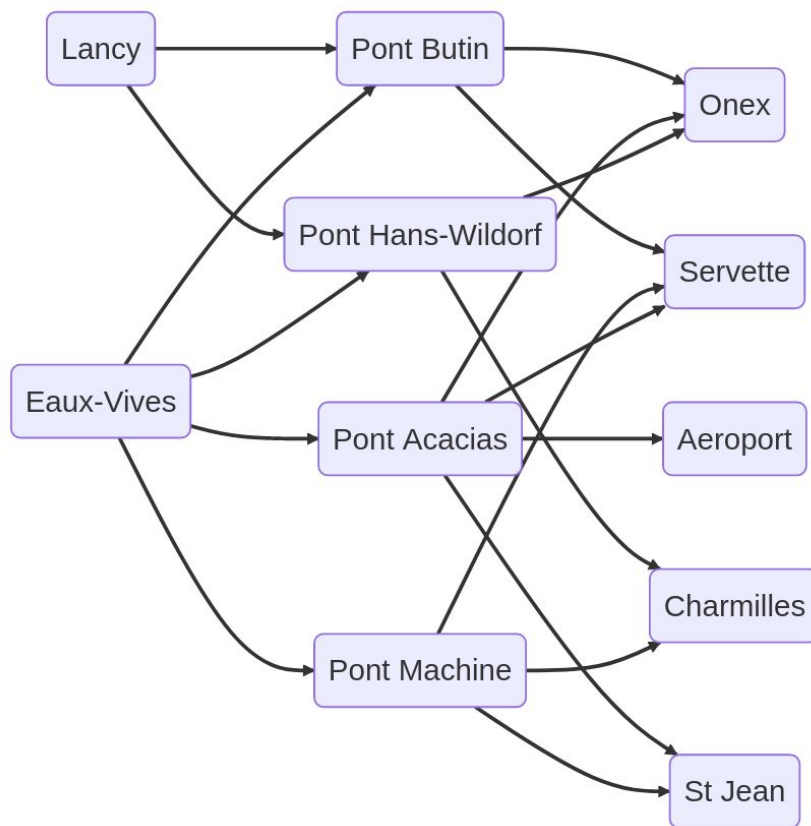 Lancy
Pont Butin
Onex
Pont Hans-Wildorf
Servette
Eaux-Vives
Pont Acacias
Aeroport
Charmilles
Pont Machine
St Jean